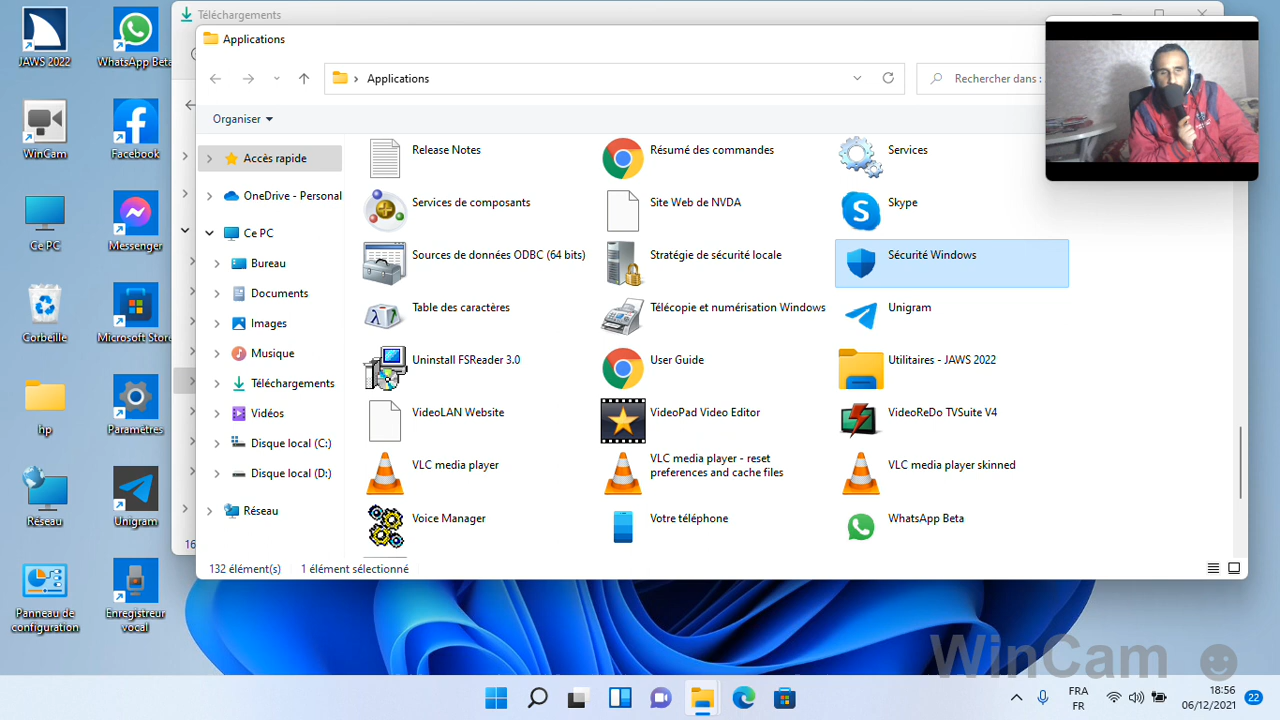 Téléchargements
Applications
Applications
Rechercher dans :
Organiser
JAWS 2022
WhatsApp Beta
WinCam
Facebook
Ce PC
Messenger
Corbeille
Microsoft Store
hp
Paramètres
Réseau
Unigram
Panneau de
configuration
Enregistreur
vocal
Accès rapide
OneDrive - Personal
Ce PC
Bureau
Documents
Images
Musique
Téléchargements
Vidéos
Disque local (C:)
Disque local (D:)
Réseau
Release Notes
Résumé des commandes
Services
Services de composants
Site Web de NVDA
Skype
Sources de données ODBC (64 bits)
Stratégie de sécurité locale
Sécurité Windows
Table des caractères
Télécopie et numérisation Windows
Unigram
Uninstall FSReader 3.0
User Guide
Utilitaires - JAWS 2022
VideoLAN Website
VideoPad Video Editor
VideoReDo TVSuite V4
VLC media player
VLC media player - reset
preferences and cache files
VLC media player skinned
Voice Manager
Votre téléphone
WhatsApp Beta
16
132 élément(s)
1 élément sélectionné
WinCam
FRA
FR
18:56
06/12/2021
22